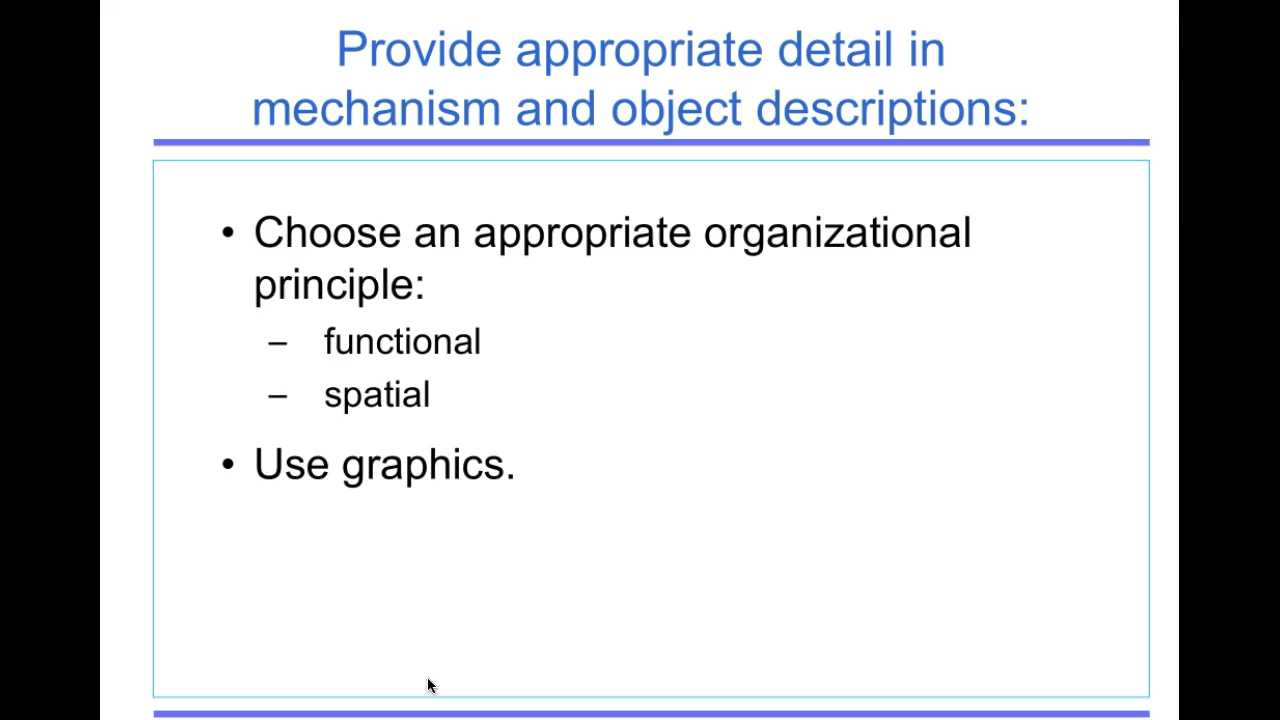 Provide appropriate detail in
mechanism and object descriptions:
• Choose an appropriate organizational
principle:
– functional
– spatial
• Use graphics.